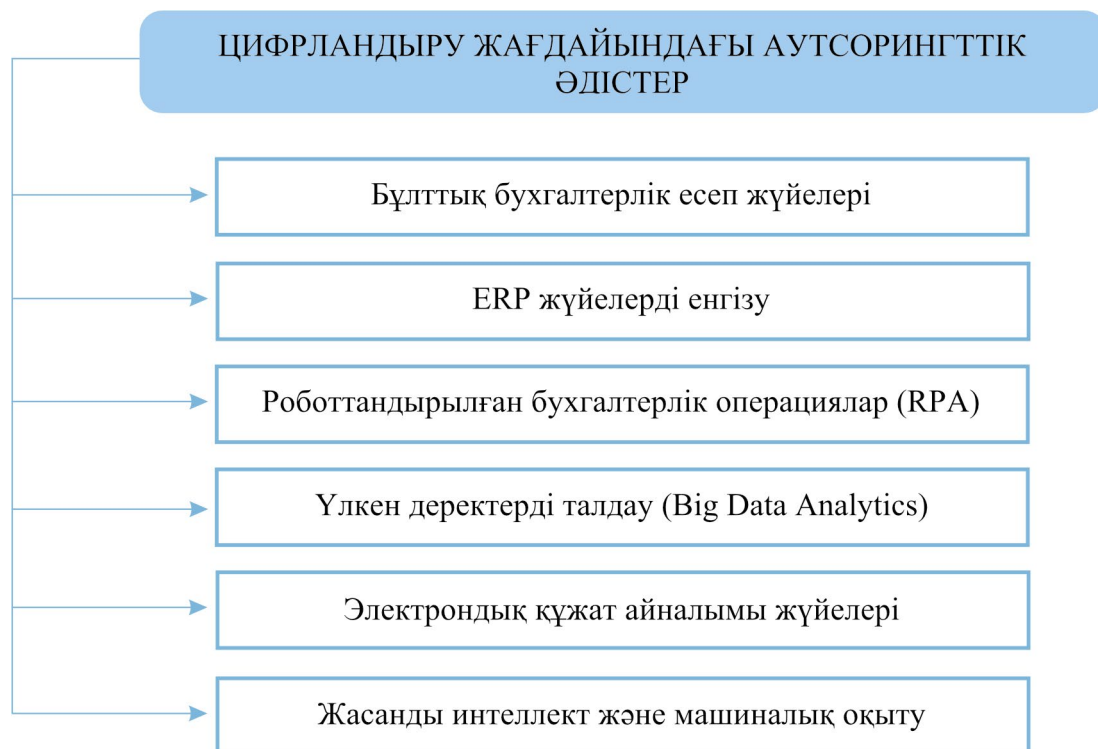 ЦИФРЛАНДЫРУ ЖАҒДАЙЫНДАҒЫ АУТСОРИНГТТІК
ӘДІСТЕР
Бұлттық бухгалтерлік есеп жүйелері
ERP жүйелерді енгізу
Роботтандырылған бухгалтерлік операциялар (RPA)
Үлкен деректерді талдау (Big Data Analytics)
Электрондық құжат айналымы жүйелері
Жасанды интеллект және машиналық оқыту